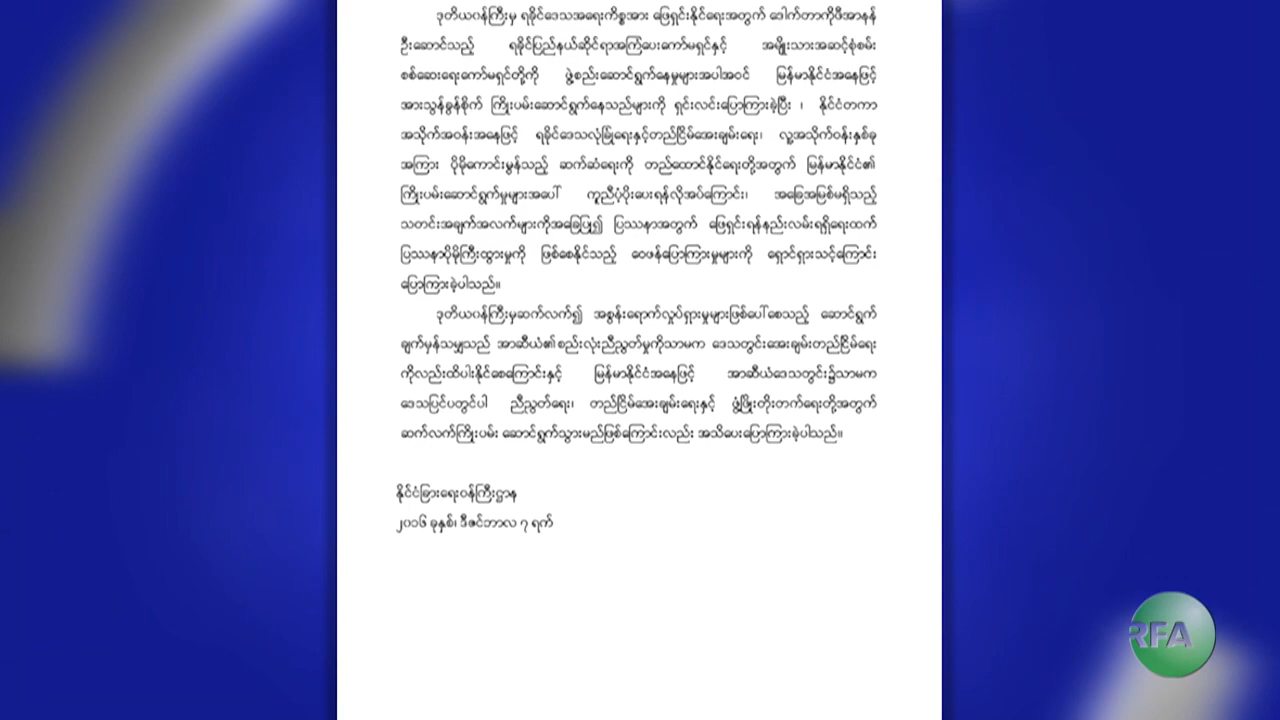 ဒုတိယဝန်ကြီးမှ ရခိုင်ဒေသအရေးကိစ္စအား ဖြေရှင်းနိုင်ရေးအတွက် ဒေါက်တာကိုဖီအာနန်
ဦးဆောင်သည့် ရခိုင်ပြည်နယ်ဆိုင်ရာအကြံပေးကော်မရှင်နှင့် အမျိုးသားအဆင့်စုံစမ်း
စစ်ဆေးရေးကော်မရှင်တို့ကို ဖွဲ့စည်းဆောင်ရွက်နေမှုများအပါအဝင် မြန်မာနိုင်ငံအနေဖြင့်
အားသွန်ခွန်စိုက် ကြိုးပမ်းဆောင်ရွက်နေသည်များကို ရှင်းလင်းပြောကြားခဲ့ပြီး ၊ နိုင်ငံတကာ
အသိုက်အဝန်းအနေဖြင့် ရခိုင်ဒေသလုံခြုံရေးနှင့်တည်ငြိမ်အေးချမ်းရေး၊ လူ့အသိုက်ဝန်းနှစ်ခု
အကြား ပိုမိုကောင်းမွန်သည့် ဆက်ဆံရေးကို တည်ထောင်နိုင်ရေးတို့အတွက် မြန်မာနိုင်ငံ၏
ကြိုးပမ်းဆောင်ရွက်မှုများအပေါ် ကူညီပံ့ပိုးပေးရန်လိုအပ်ကြောင်း၊ အခြေအမြစ်မရှိသည့်
သတင်းအချက်အလက်များကိုအခြေပြု၍ ပြဿနာအတွက် ဖြေရှင်းရန်နည်းလမ်းရရှိရေးထက်
ပြဿနာပိုမိုကြီးထွားမှုကို ဖြစ်စေနိုင်သည့် ဝေဖန်ပြောကြားမှုများကို ရှောင်ရှားသင့်ကြောင်း
ပြောကြားခဲ့ပါသည်။
ဒုတိယဝန်ကြီးမှဆက်လက်၍ အစွန်းရောက်လှုပ်ရှားမှုများဖြစ်ပေါ်စေသည့် ဆောင်ရွက်
ချက်မှန်သမျှသည် အာဆီယံ၏စည်းလုံးညီညွတ်မှုကိုသာမက ဒေသတွင်းအေးချမ်းတည်ငြိမ်ရေး
ကိုလည်းထိပါးနိုင်စေကြောင်းနှင့် မြန်မာနိုင်ငံအနေဖြင့် အာဆီယံဒေသတွင်း၌သာမက
ဒေသပြင်ပတွင်ပါ ညီညွတ်ရေး၊ တည်ငြိမ်အေးချမ်းရေးနှင့် ဖွံ့ဖြိုးတိုးတက်ရေးတို့အတွက်
ဆက်လက်ကြိုးပမ်း ဆောင်ရွက်သွားမည်ဖြစ်ကြောင်းလည်း အသိပေးပြောကြားခဲ့ပါသည်။
နိုင်ငံခြားရေးဝန်ကြီးဌာန
၂၀၁၆ ခုနှစ်၊ ဒီဇင်ဘာလ ၇ ရက်
RFA